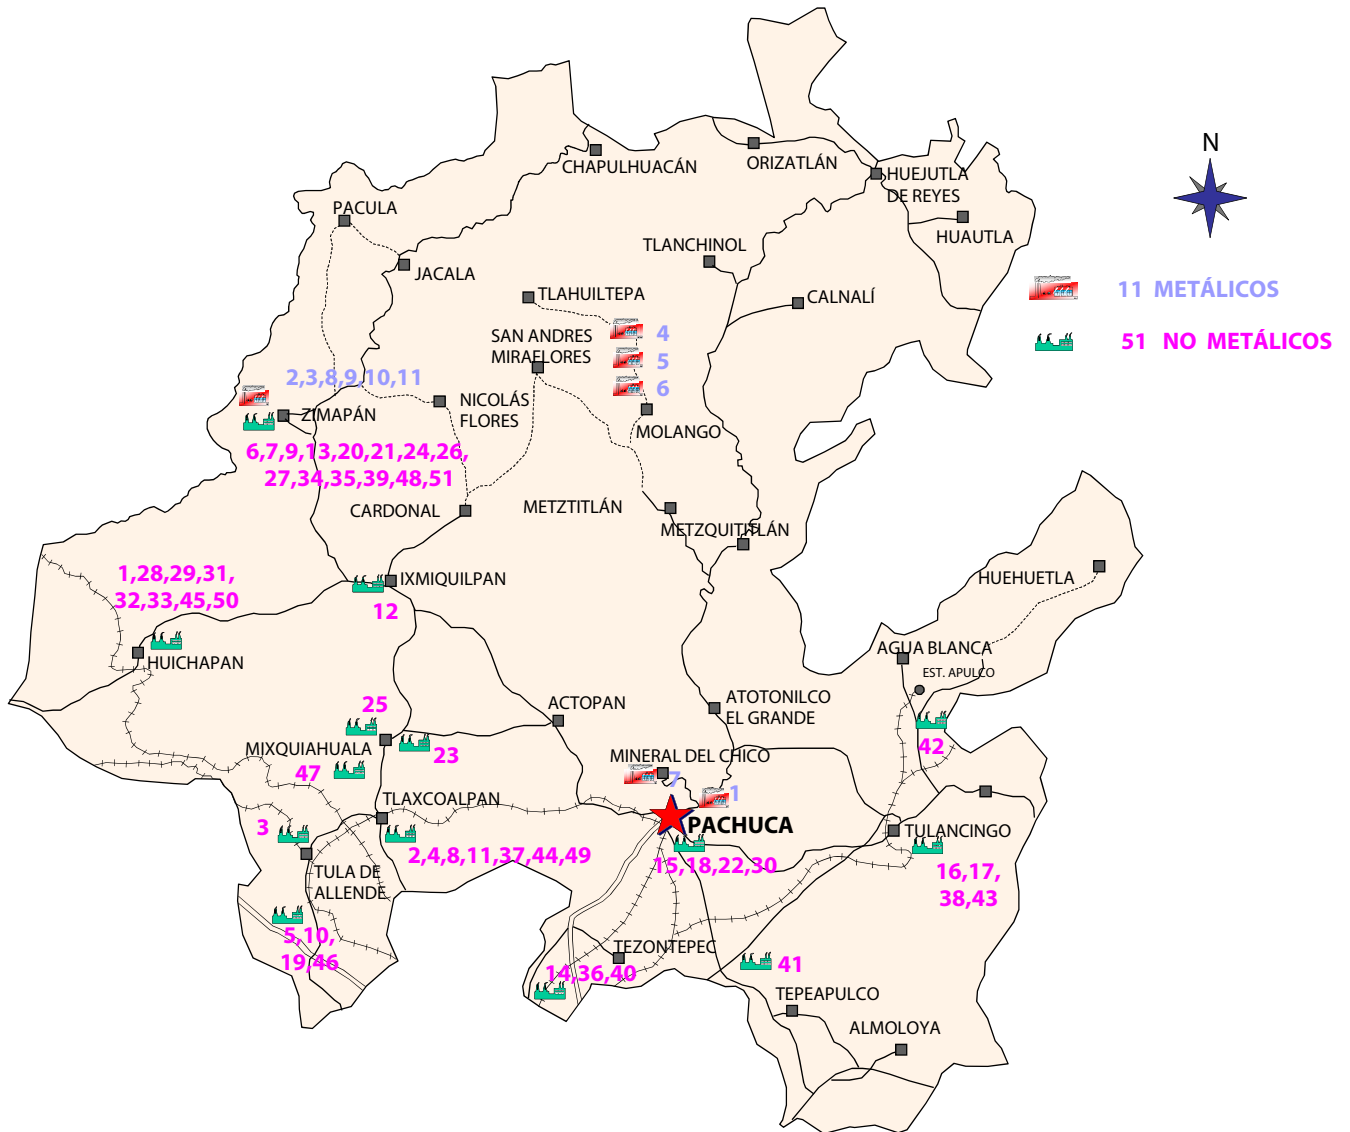 N
CHAPULHUACÁN
ORIZATLÁN
HUEJUTLA
DE REYES
PACULA
HUAUTLA
TLANCHINOL
JACALA
TLAHUILTEPA
CALNALÍ
11 METÁLICOS
51 NO METÁLICOS
SAN ANDRES
MIRAFLORES
4
5
6
2,3,8,9,10,11
NICOLÁS
FLORES
ZIMAPÁN
MOLANGO
6,7,9,13,20,21,24,26,
27,34,35,39,48,51
CARDONAL
METZTITLÁN
METZQUITITLÁN
1,28,29,31,
32,33,45,50
IXMIQUILPAN
12
HUEHUETLA
HUICHAPAN
AGUA BLANCA
EST. APULCO
25
ACTOPAN
ATOTONILCO
EL GRANDE
42
MIXQUIAHUALA
23
47
MINERAL DEL CHICO
7
1
TLAXCOALPAN
3
PACHUCA
TULANCINGO
2,4,8,11,37,44,49
15,18,22,30
TULA DE
ALLENDE
16,17,
38,43
5,10,
19,46
TEZONTEPEC
14,36,40
41
TEPEAPULCO
ALMOLOYA